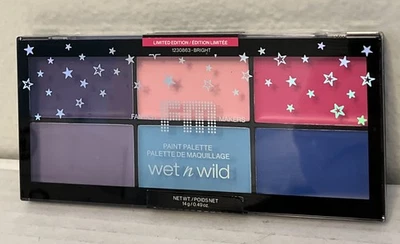 LIMITED EDITION / ÉDITION LIMITÉE
1230863-BRIGHT
PAINT PALETTE
PALETTE DE MAQUILLAGE
wet n wild
NET WT. / POIDS NET
14 g / 0.49 oz.